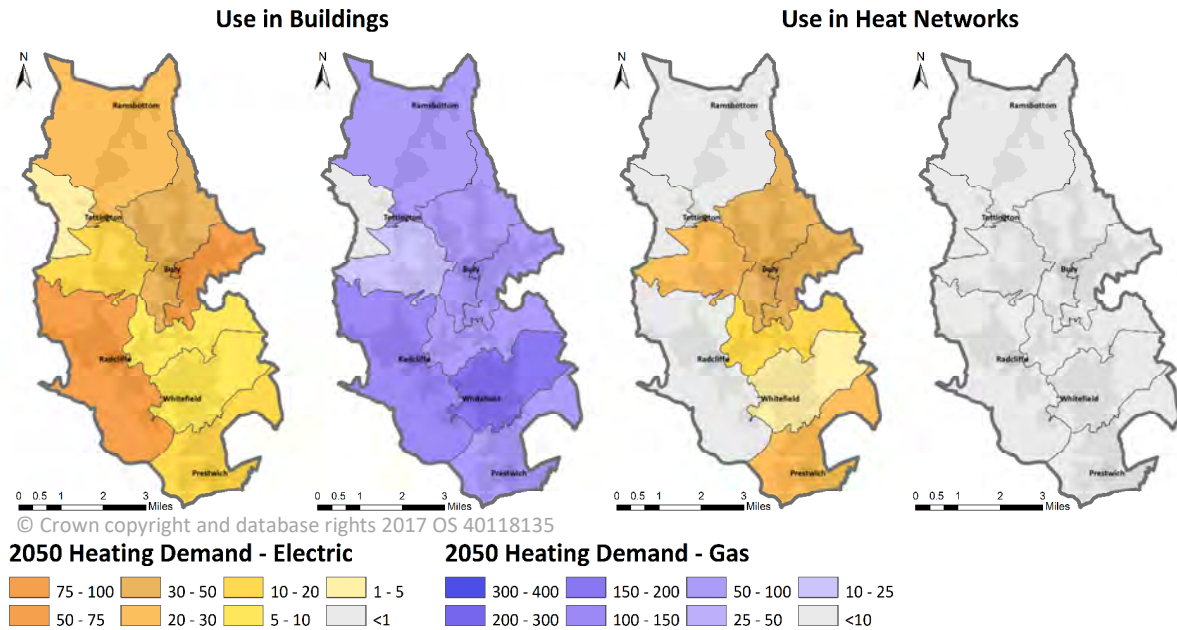 Use in Buildings
Use in Heat Networks
N
Ramsbottom
Tottington
Bury
Radcliffe
Whitefield
Prestwich
0 0.5 1 2 3
Miles
N
Ramsbottom
Tottington
Bury
Radcliffe
Whitefield
Prestwich
0 0.5 1 2 3
Miles
N
Ramsbottom
Tottington
Bury
Radcliffe
Whitefield
Prestwich
0 0.5 1 2 3
Miles
N
Ramsbottom
Tottington
Bury
Radcliffe
Whitefield
Prestwich
0 0.5 1 2 3
Miles
© Crown copyright and database rights 2017 OS 40118135
2050 Heating Demand - Electric
75 - 100 30 - 50 10 - 20 1 - 5
50 - 75 20 - 30 5 - 10 <1
2050 Heating Demand - Gas
300 - 400 150 - 200 50 - 100 10 - 25
200 - 300 100 - 150 25 - 50 <10